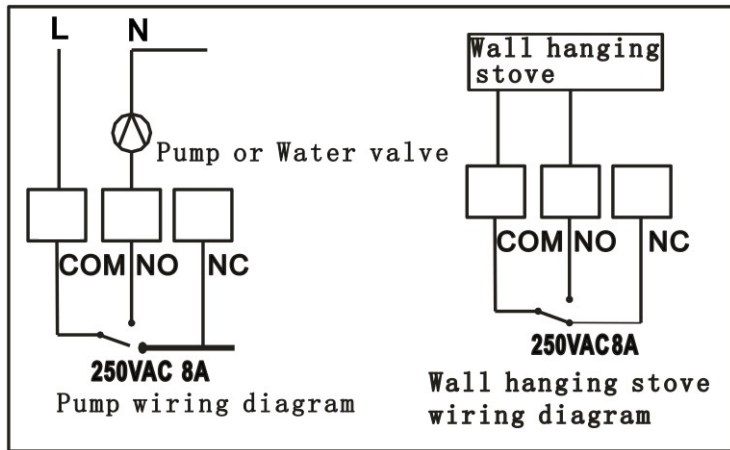 L N
Pump or Water valve
COM NO NC
250VAC 8A
Pump wiring diagram
Wall hanging
stove
COM NO NC
250VAC8A
Wall hanging stove
wiring diagram